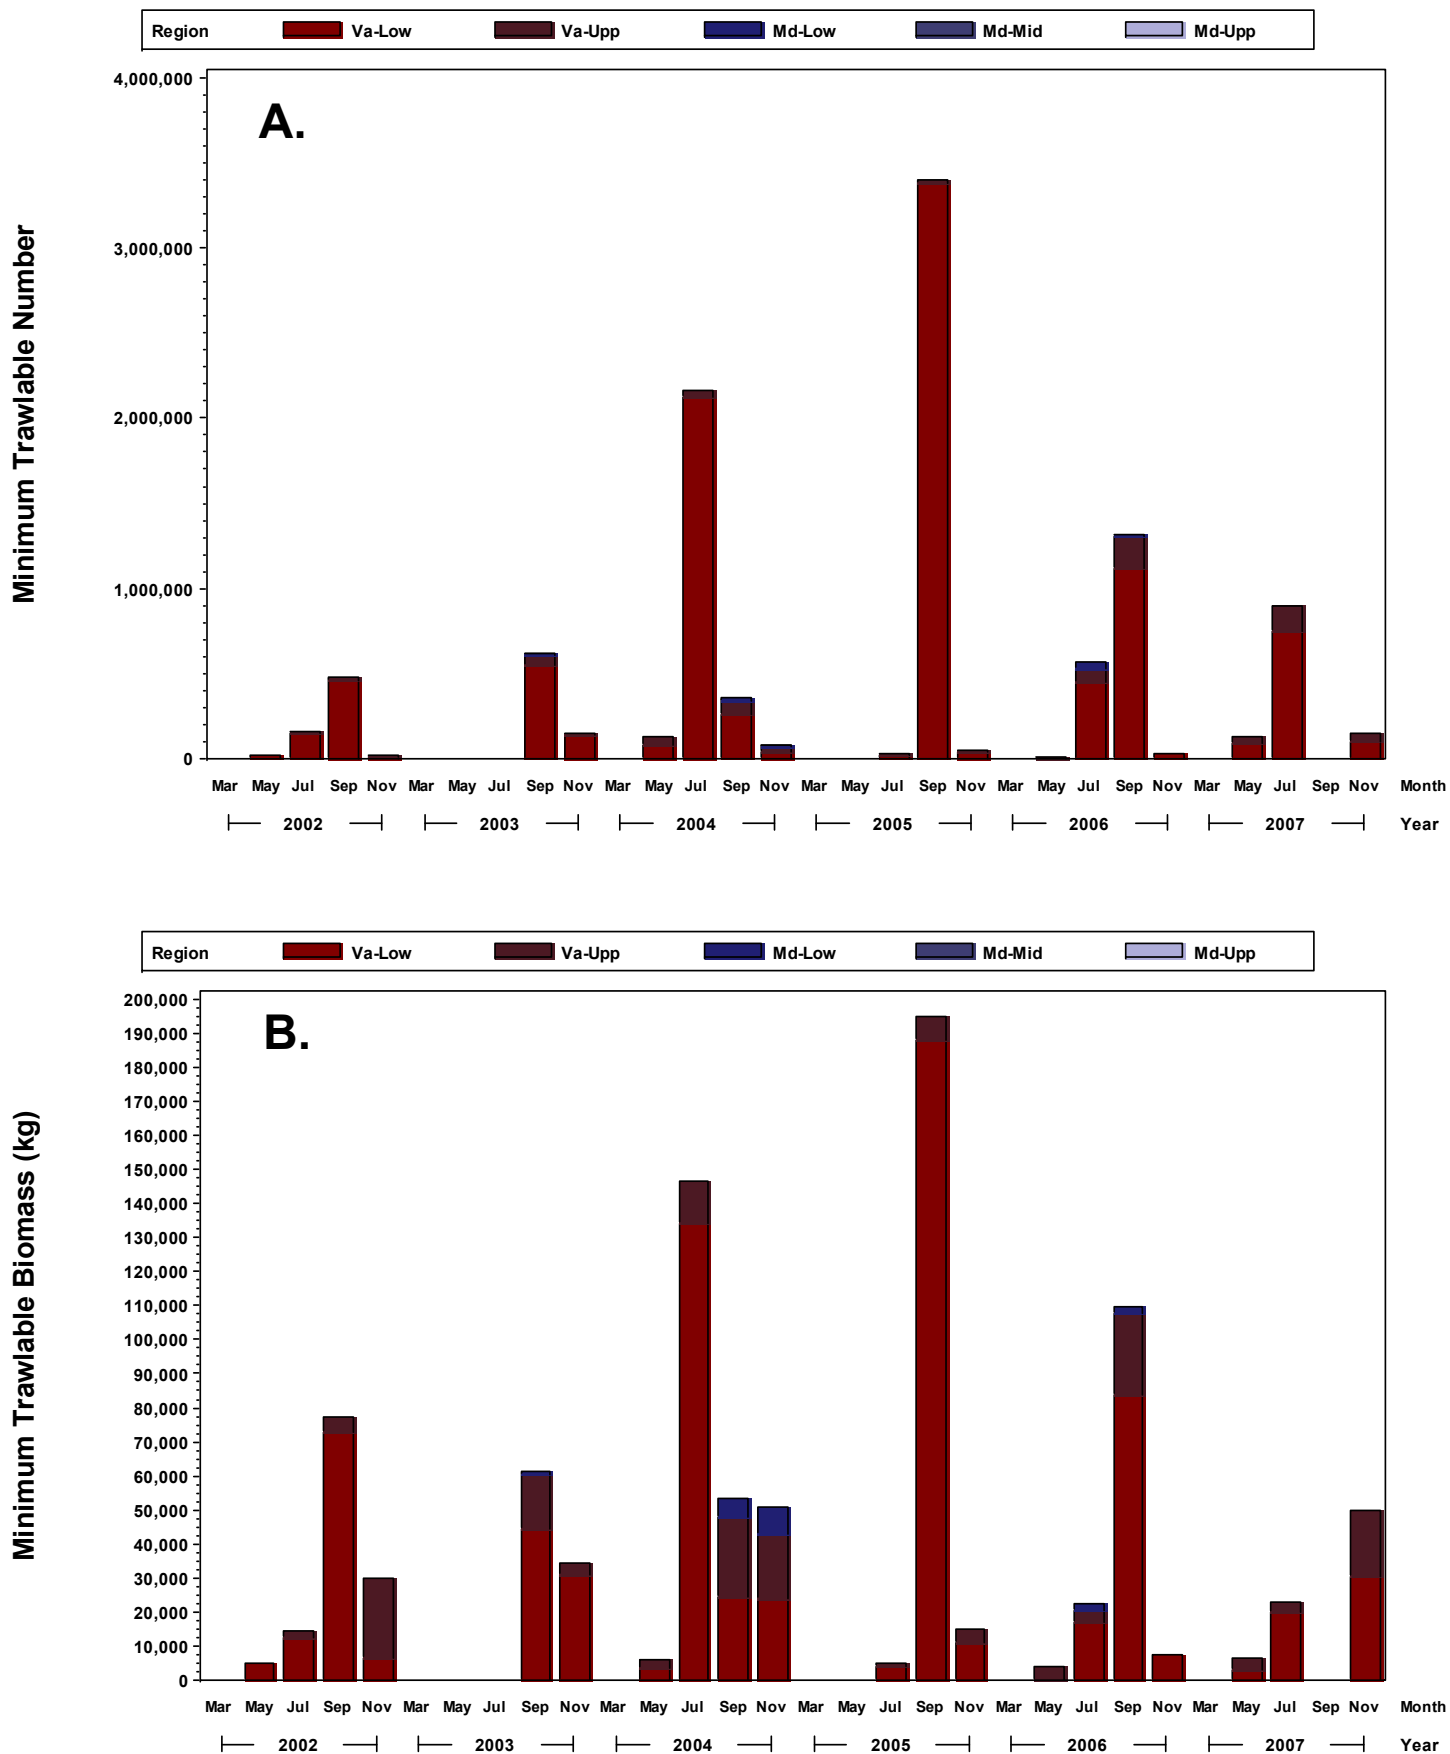 Region Va-Low Va-Upp Md-Low Md-Mid Md-Upp
A.
Minimum Trawlable Number
4,000,000
3,000,000
2,000,000
1,000,000
0
Mar May Jul Sep Nov Mar May Jul Sep Nov Mar May Jul Sep Nov Mar May Jul Sep Nov Mar May Jul Sep Nov Mar May Jul Sep Nov Month
2002 2003 2004 2005 2006 2007 Year
Region Va-Low Va-Upp Md-Low Md-Mid Md-Upp
B.
Minimum Trawlable Biomass (kg)
200,000
190,000
180,000
170,000
160,000
150,000
140,000
130,000
120,000
110,000
100,000
90,000
80,000
70,000
60,000
50,000
40,000
30,000
20,000
10,000
0
Mar May Jul Sep Nov Mar May Jul Sep Nov Mar May Jul Sep Nov Mar May Jul Sep Nov Mar May Jul Sep Nov Mar May Jul Sep Nov Month
2002 2003 2004 2005 2006 2007 Year